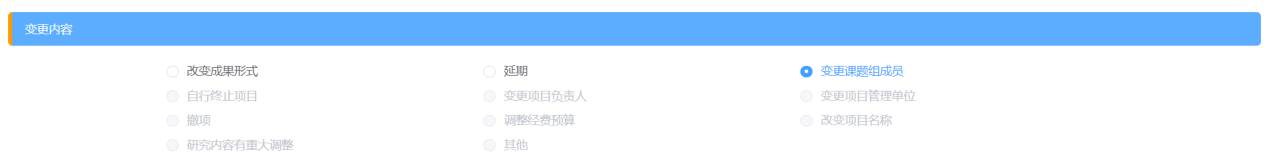 变更内容
改变成果形式 延期 变更课题组成员
自行终止项目 变更项目负责人 变更项目管理单位
撤项 调整经费预算 改变项目名称
研究内容有重大调整 其他